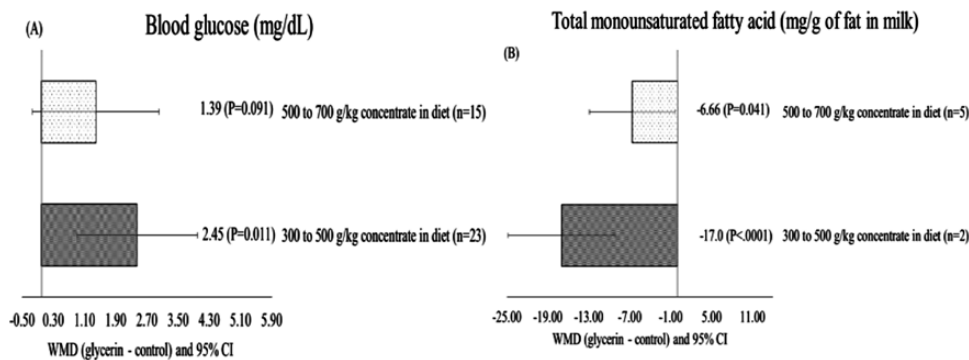 (A) Blood glucose (mg/dL)
1.39 (P=0.091) 500 to 700 g/kg concentrate in diet (n=15)
2.45 (P=0.011) 300 to 500 g/kg concentrate in diet (n=23)
-0.50 0.30 1.10 1.90 2.70 3.50 4.30 5.10 5.90
WMD (glycerin - control) and 95% CI
Total monounsaturated fatty acid (mg/g of fat in milk)
(B)
-6.66 (P=0.041) 500 to 700 g/kg concentrate in diet (n=5)
-17.0 (P<.0001) 300 to 500 g/kg concentrate in diet (n=2)
-25.00 -19.00 -13.00 -7.00 -1.00 11.00
WMD (glycerin - control) and 95% CI